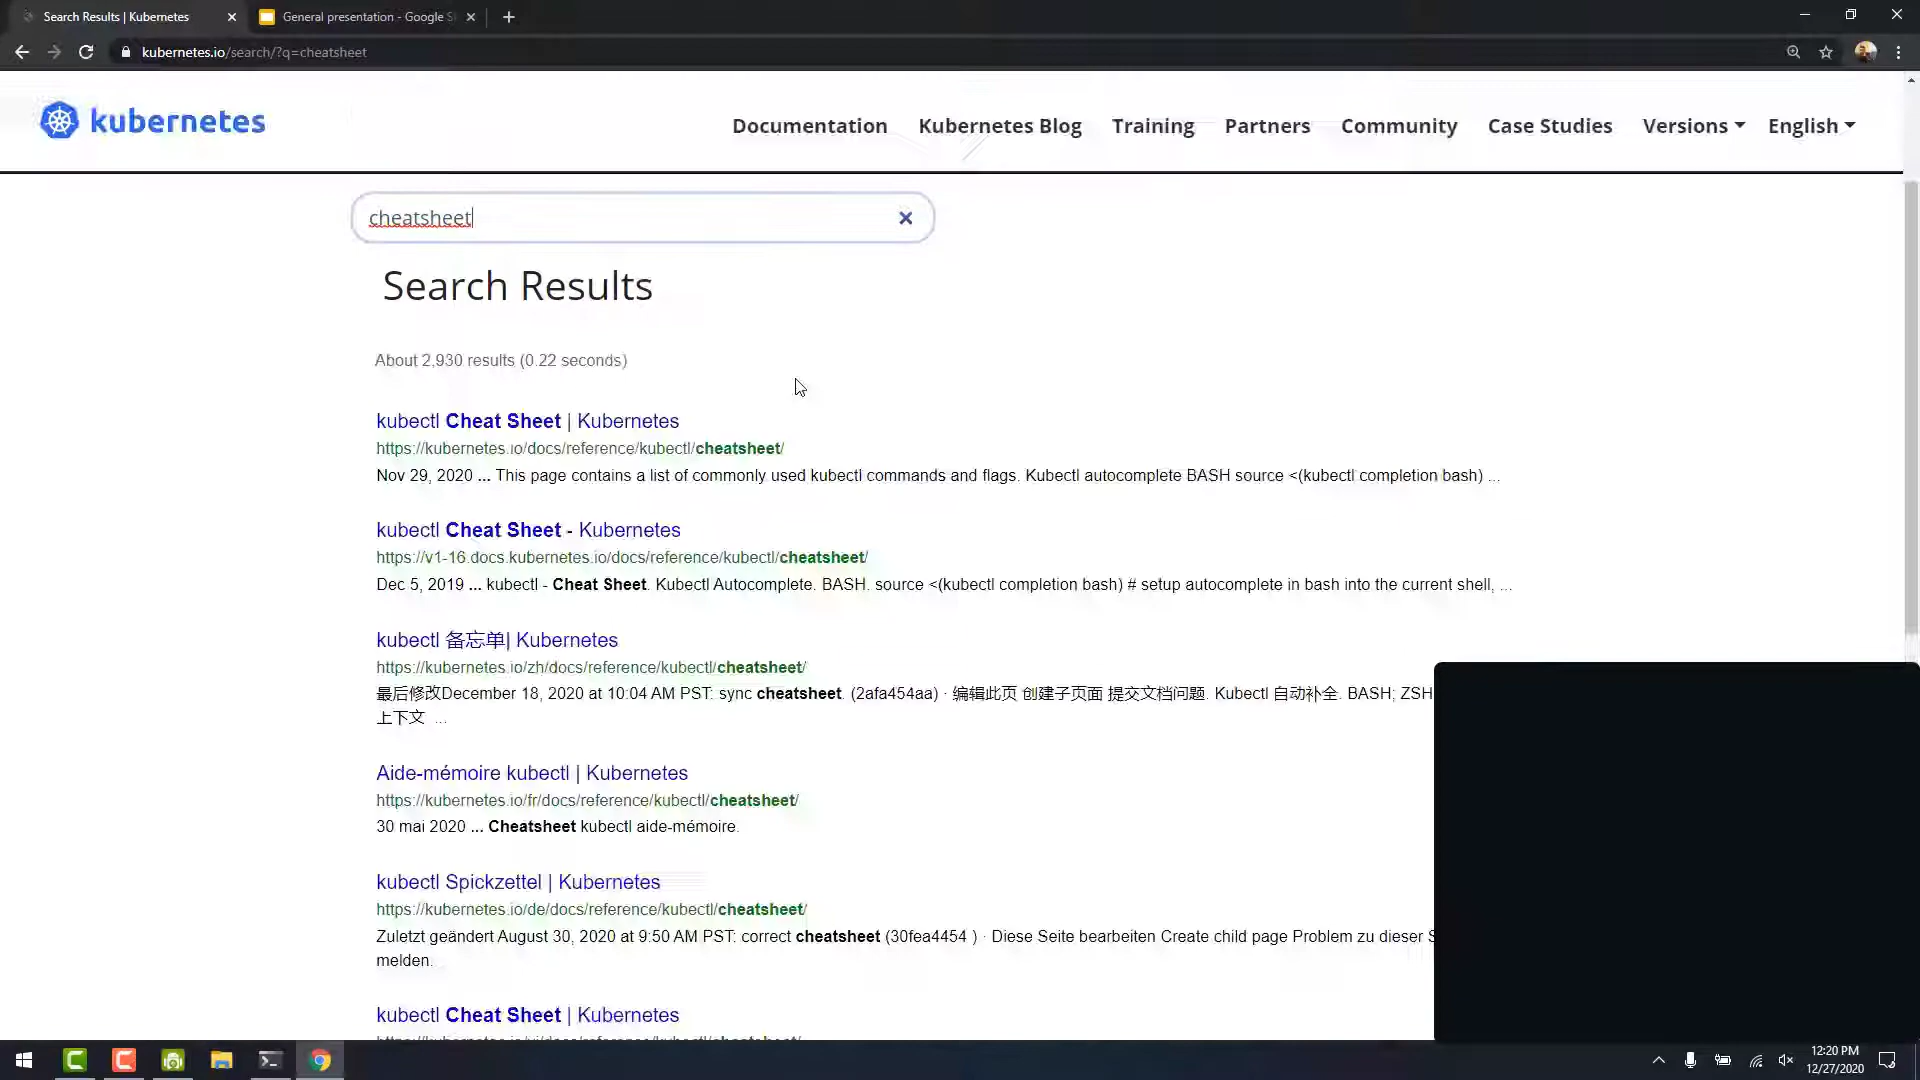 Search Results | Kubernetes
General presentation - Google S
kubernetes.io/search/?q=cheatsheet
kubernetes
Documentation
Kubernetes Blog
Training
Partners
Community
Case Studies
Versions
English
cheatsheet
Search Results
About 2,930 results (0.22 seconds)
kubectl Cheat Sheet | Kubernetes
https://kubernetes.io/docs/reference/kubectl/cheatsheet/
Nov 29, 2020 ... This page contains a list of commonly used kubectl commands and flags. Kubectl autocomplete BASH source <(kubectl completion bash) ...
kubectl Cheat Sheet - Kubernetes
https://v1-16.docs.kubernetes.io/docs/reference/kubectl/cheatsheet/
Dec 5, 2019 ... kubectl - Cheat Sheet. Kubectl Autocomplete. BASH. source <(kubectl completion bash) # setup autocomplete in bash into the current shell, ...
kubectl 备忘单| Kubernetes
https://kubernetes.io/zh/docs/reference/kubectl/cheatsheet/
最后修改December 18, 2020 at 10:04 AM PST: sync cheatsheet. (2afa454aa) · 编辑此页 创建子页面 提交文档问题. Kubectl 自动补全. BASH; ZSH
上下文 ...
Aide-mémoire kubectl | Kubernetes
https://kubernetes.io/fr/docs/reference/kubectl/cheatsheet/
30 mai 2020 ... Cheatsheet kubectl aide-mémoire.
kubectl Spickzettel | Kubernetes
https://kubernetes.io/de/docs/reference/kubectl/cheatsheet/
Zuletzt geändert August 30, 2020 at 9:50 AM PST: correct cheatsheet (30fea4454 ) · Diese Seite bearbeiten Create child page Problem zu dieser S
melden.
kubectl Cheat Sheet | Kubernetes
12:20 PM
12/27/2020